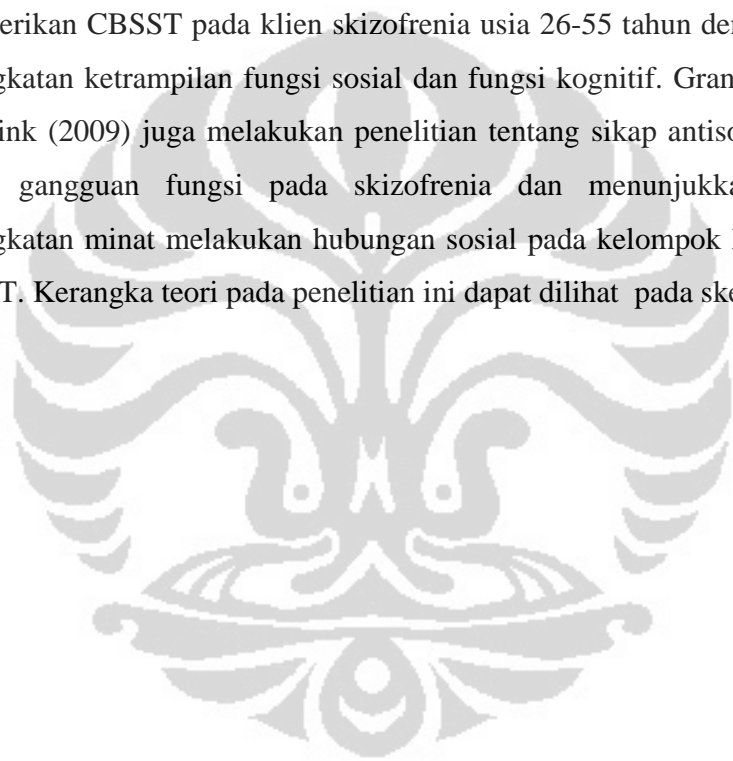 erikan CBSST pada klien skizofrenia usia 26-55 tahun der
gkatan ketrampilan fungsi sosial dan fungsi kognitif. Gran
ink (2009) juga melakukan penelitian tentang sikap antiso
gangguan fungsi pada skizofrenia dan menunjukka
gkatan minat melakukan hubungan sosial pada kelompok
T. Kerangka teori pada penelitian ini dapat dilihat pada ske